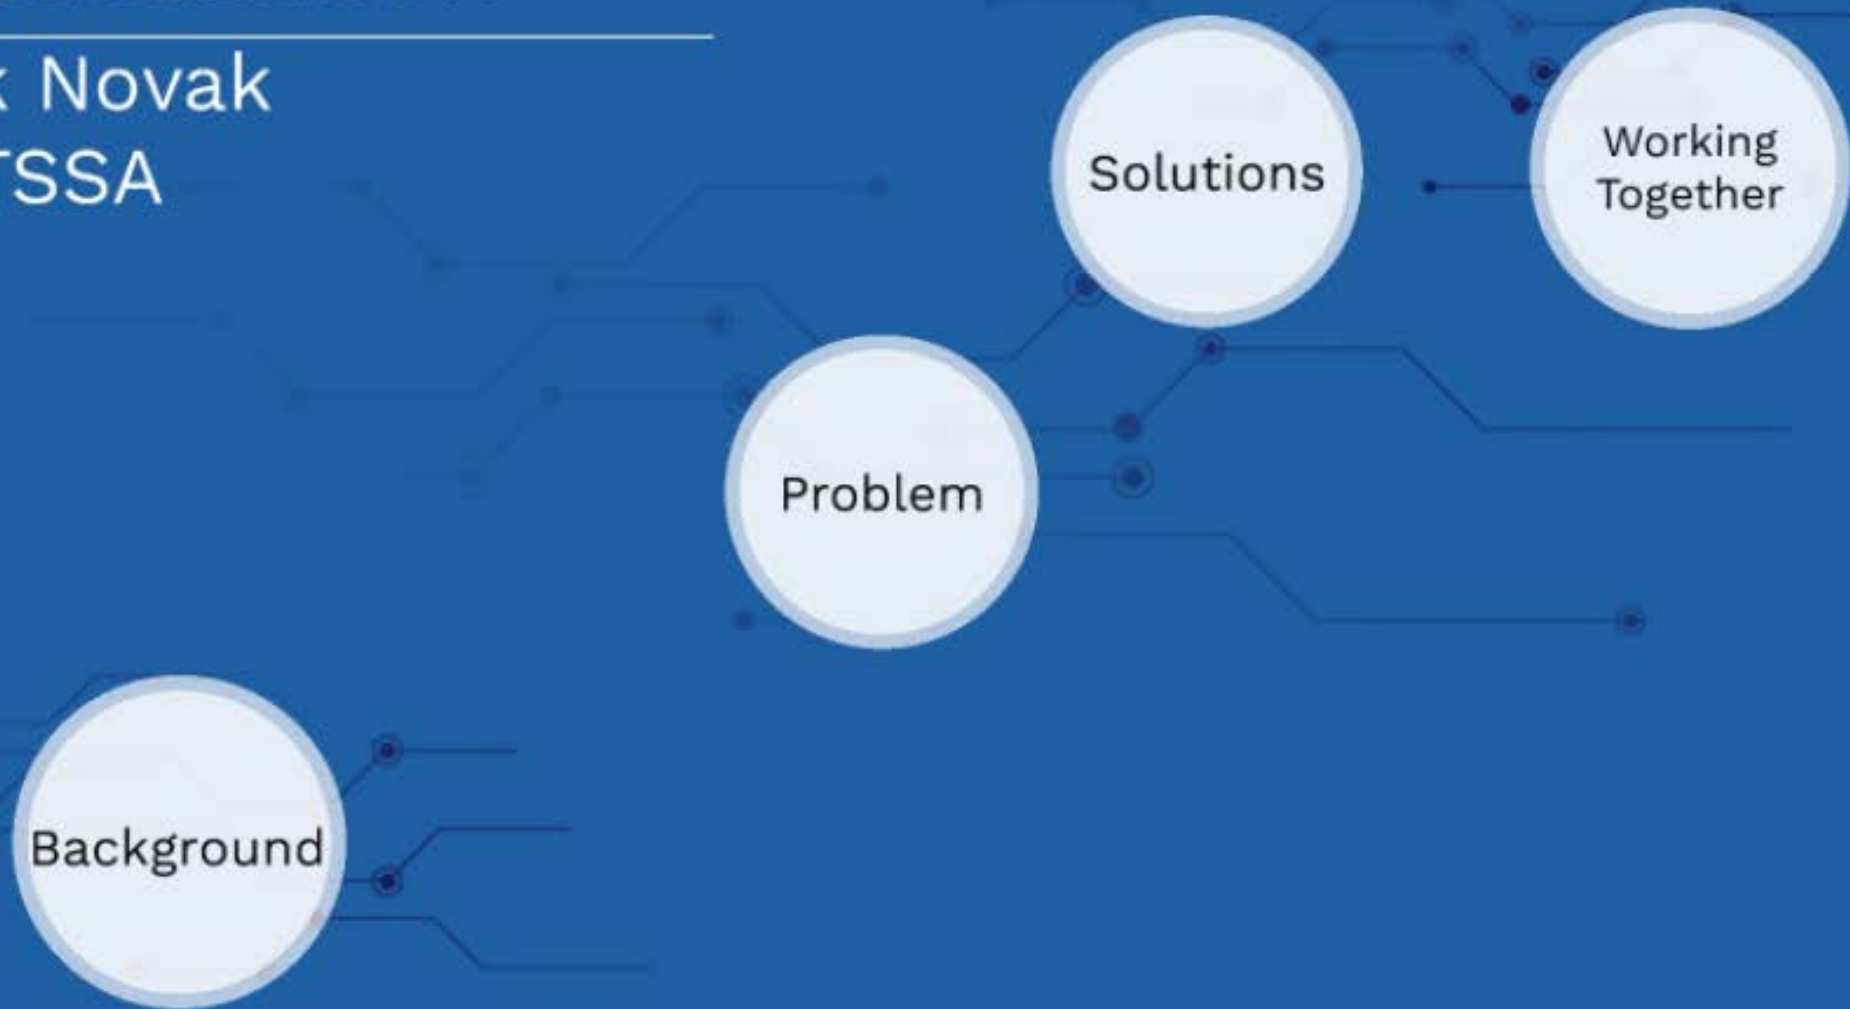 k Novak
TSSA
Solutions
Working
Together
Problem
Background